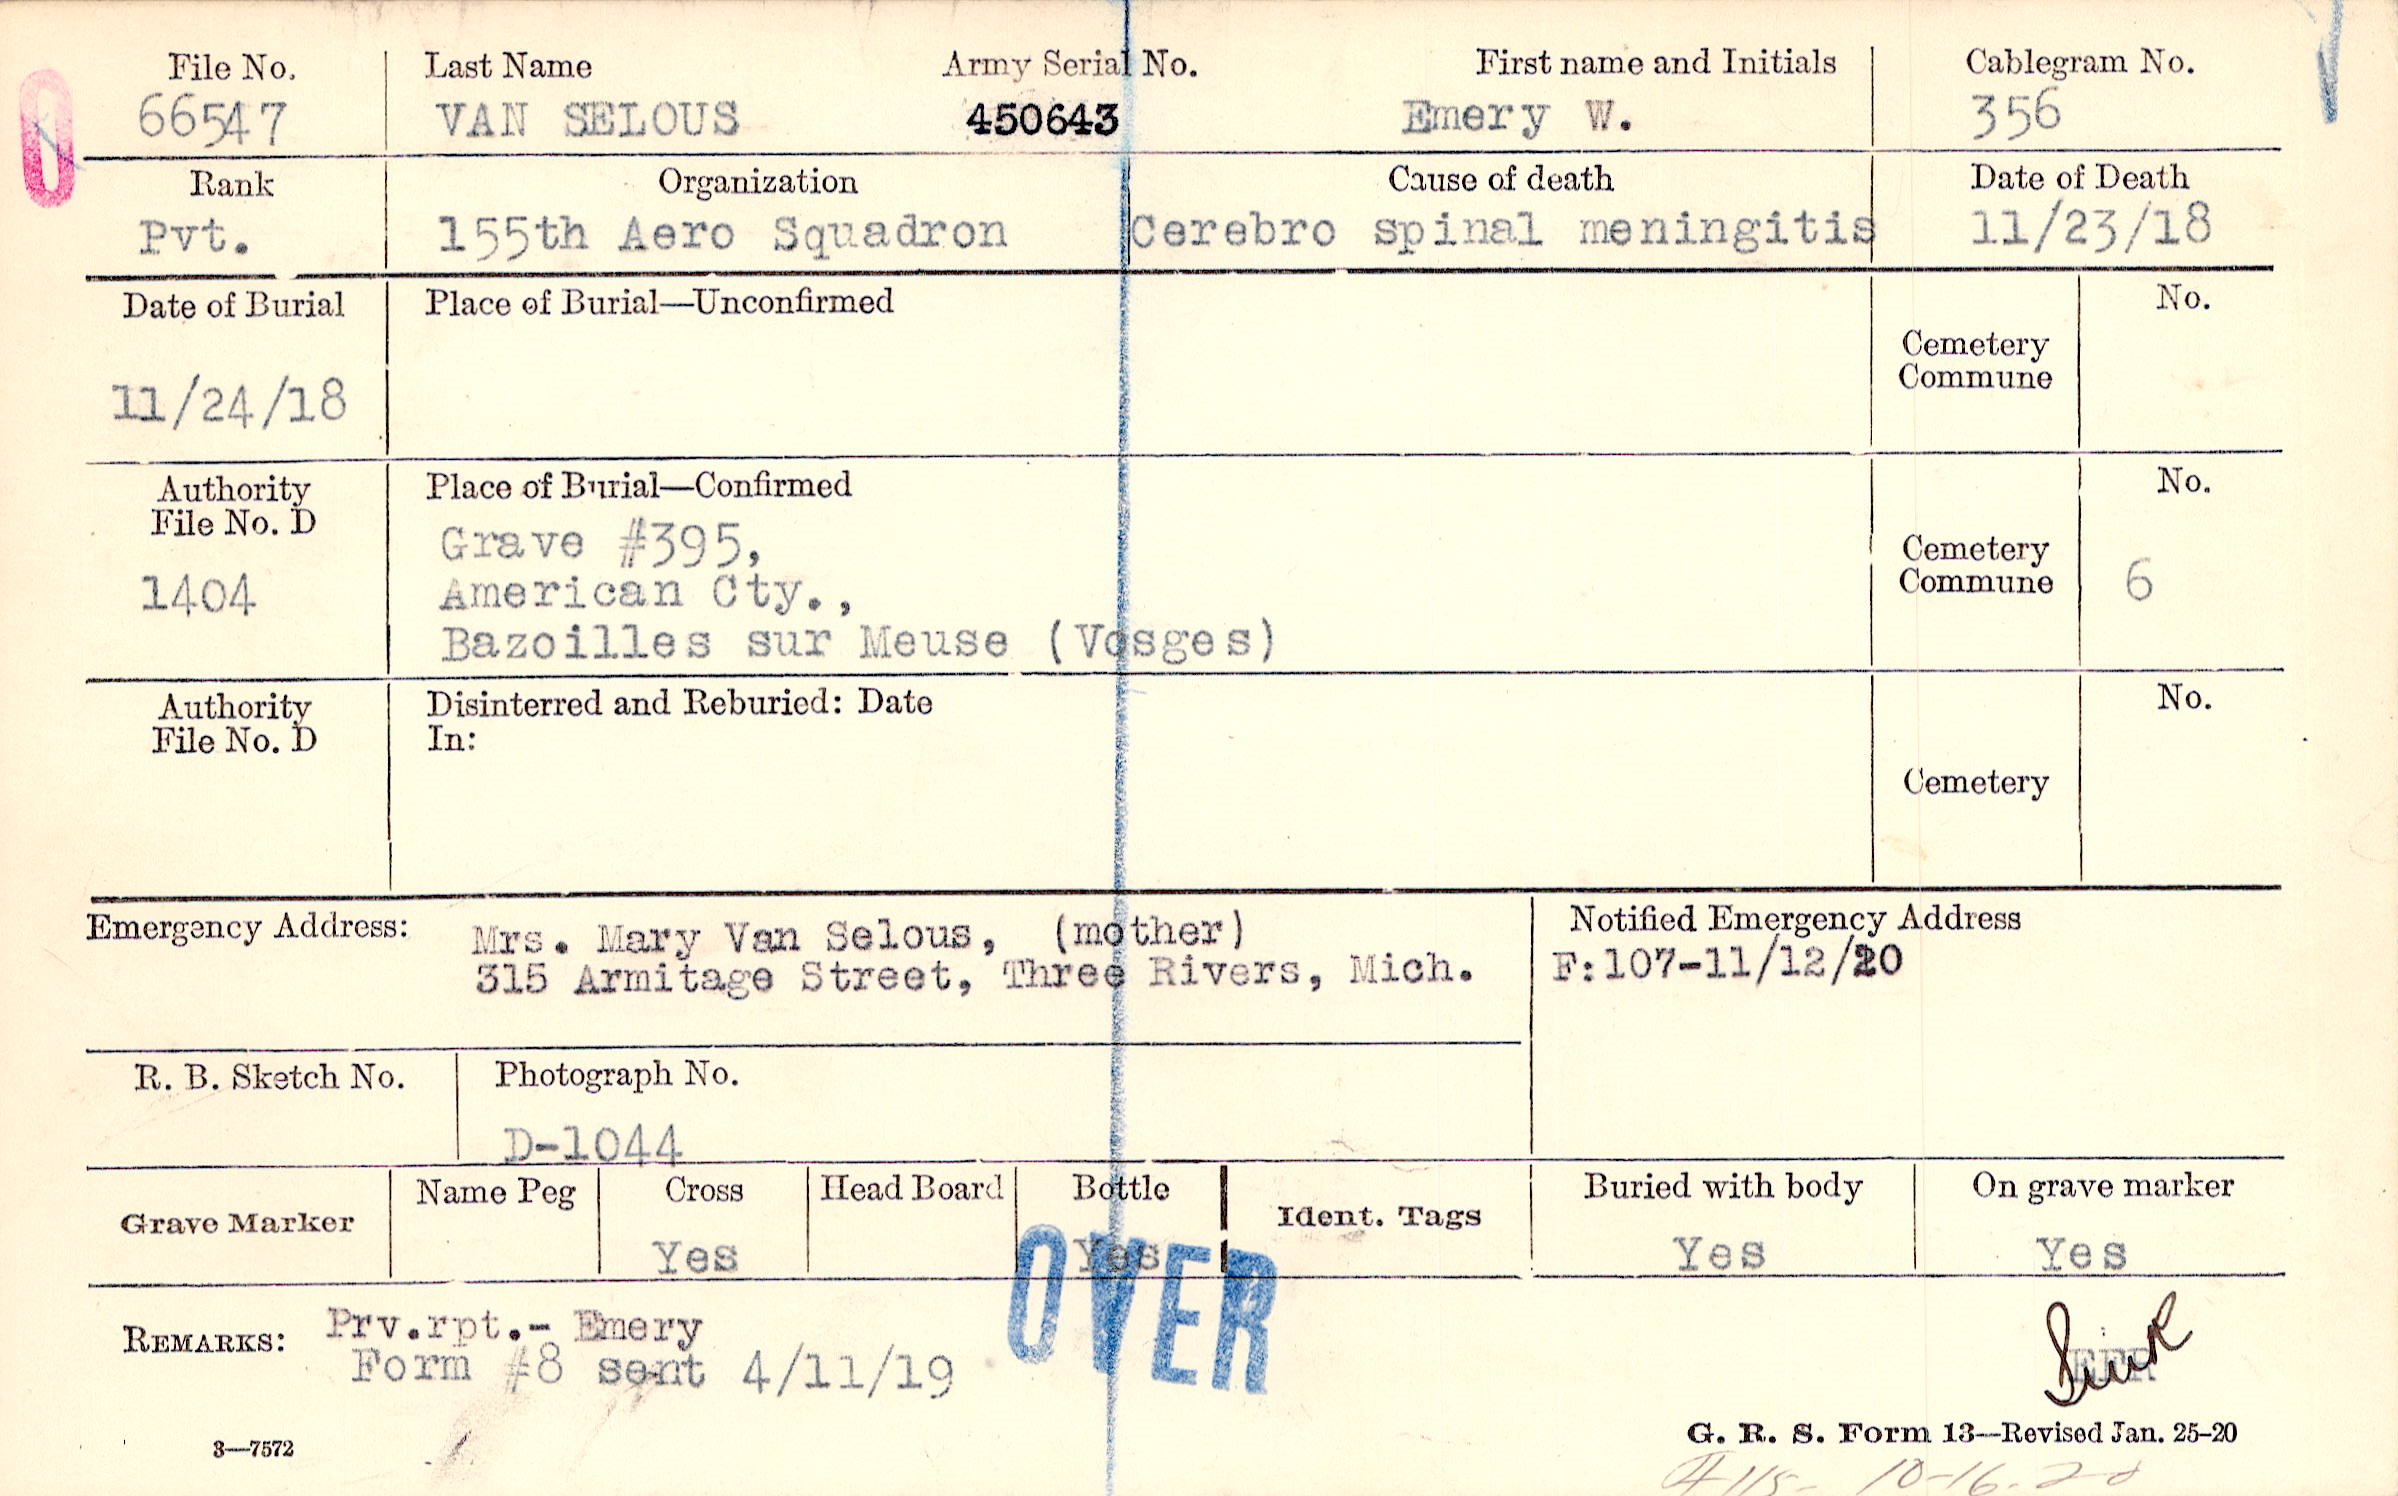 File No. Last Name Army Serial No. First name and Initials Cablegram No.
66547 VAN SELOUS 450643 Emery W. 356
Rank Organization Cause of death Date of Death
Pvt. 155th Aero Squadron Cerebro spinal meningitis 11/23/18
Date of Burial Place of Burial—Unconfirmed No.
Cemetery
Commune
11/24/18
Authority Place of Burial—Confirmed No.
File No. D
Grave #395,
Cemetery
1404 American Cty., Commune 6
Bazoilles sur Meuse (Vosges)
Authority Disinterred and Reburied: Date No.
File No. D In:
Cemetery
Emergency Address: Mrs. Mary Van Selous, (mother) Notified Emergency Address
315 Armitage Street, Three Rivers, Mich. F:107-11/12/20
R. B. Sketch No. Photograph No.
D-1044
Grave Marker Name Peg Cross Head Board Bottle Ident. Tags Buried with body On grave marker
Yes Yes Yes Yes
OVER
REMARKS: Prv.rpt.- Emery
Form #8 sent 4/11/19
3—7572
G. R. S. Form 13—Revised Jan. 25-20
10-16-20